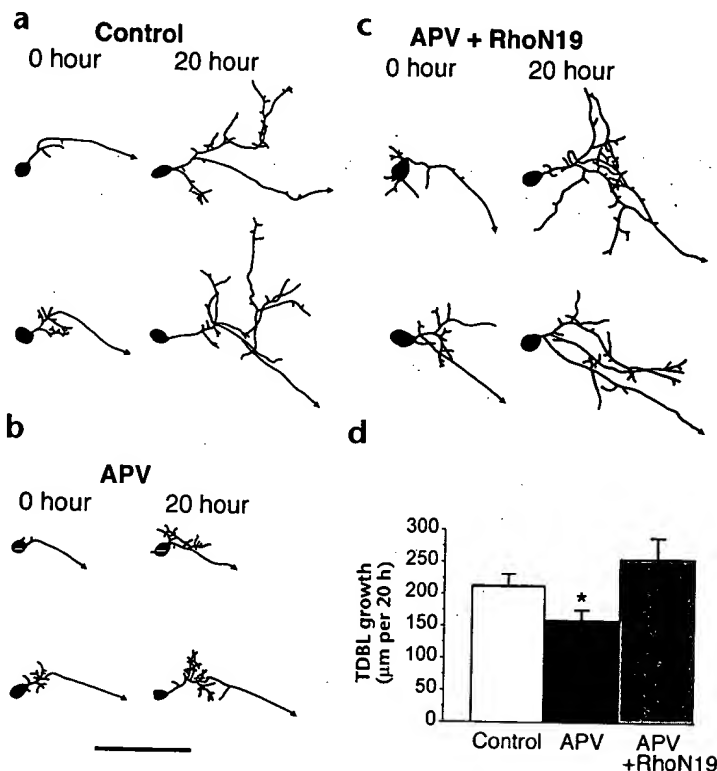 a
Control
0 hour 20 hour
b
APV
0 hour 20 hour
c
APV + RhoN19
0 hour 20 hour
d
TDBL growth
(µm per 20 h)
300
250
200
150
100
50
0
*
Control APV APV
+RhoN19